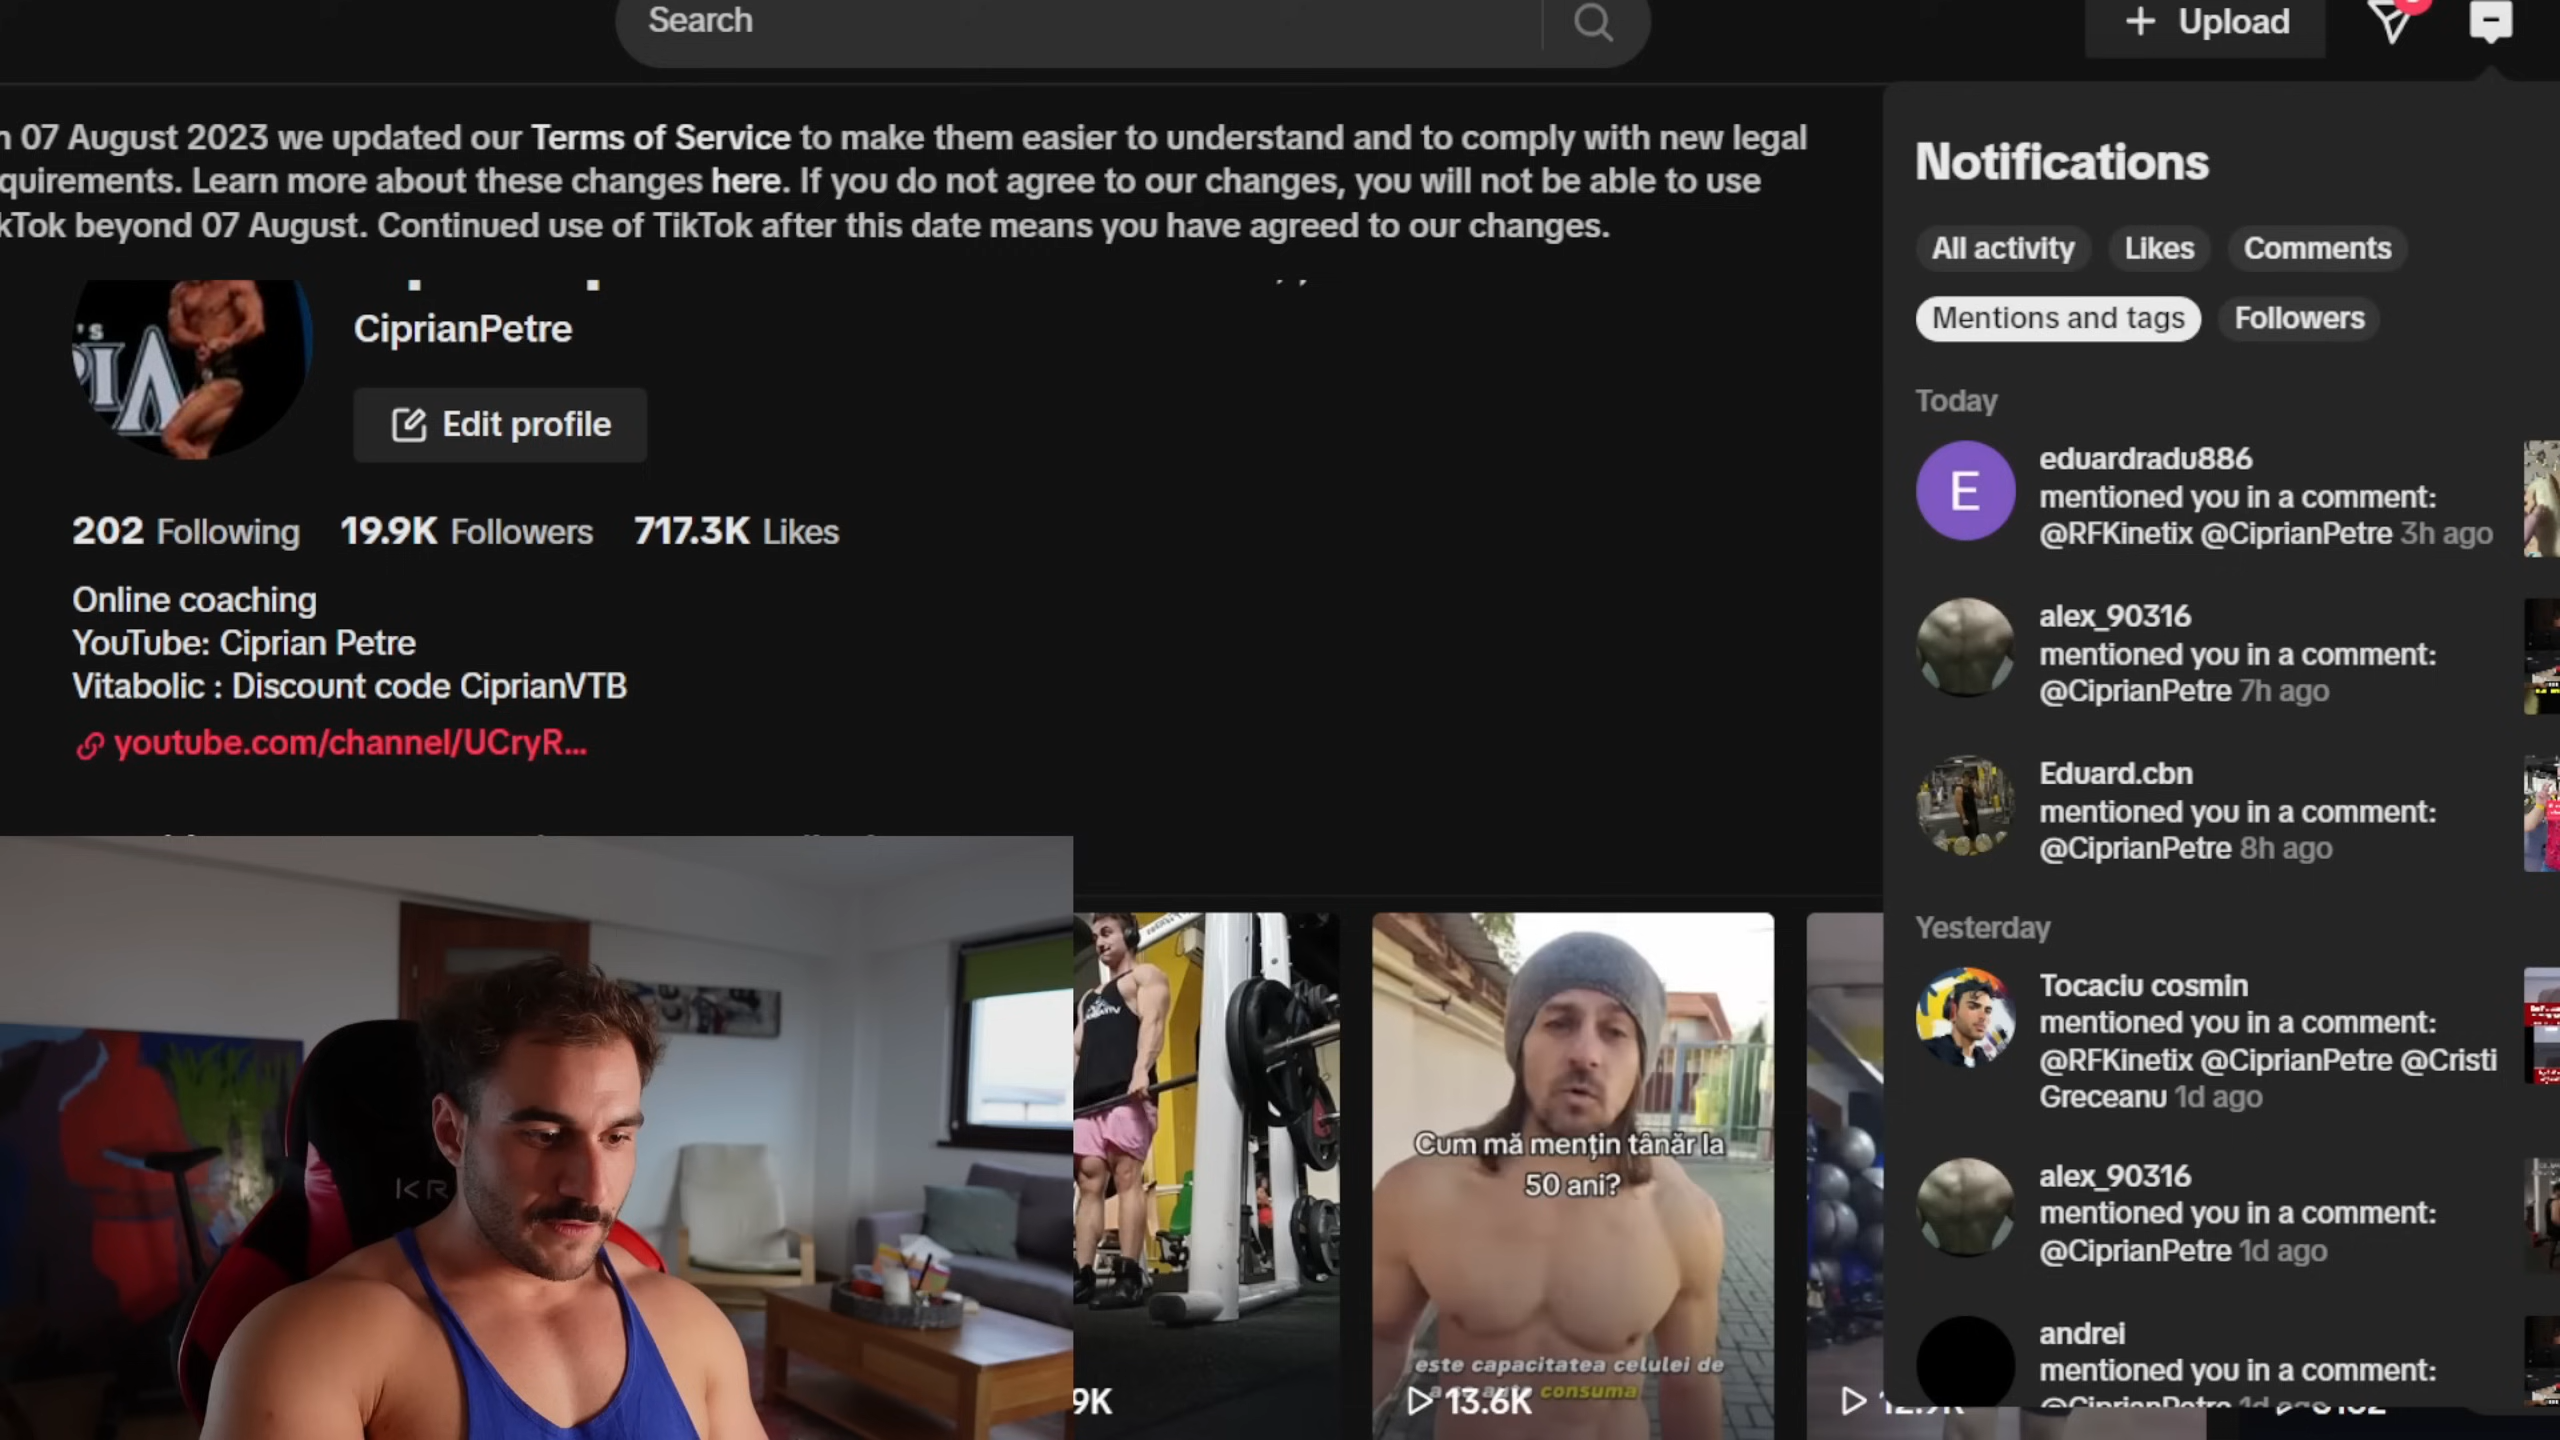 Search
Upload
07 August 2023 we updated our Terms of Service to make them easier to understand and to comply with new legal
quirements. Learn more about these changes here. If you do not agree to our changes, you will not be able to use
kTok beyond 07 August. Continued use of TikTok after this date means you have agreed to our changes.
CiprianPetre
Edit profile
202 Following 19.9K Followers 717.3K Likes
Online coaching
YouTube: Ciprian Petre
Vitabolic : Discount code CiprianVTB
youtube.com/channel/UCryR...
KR
9K
Cum mă mențin tânăr la
50 ani?
este capacitatea celulei de
consuma
13.6K
Notifications
All activity Likes Comments
Mentions and tags Followers
Today
E
eduardradu886
mentioned you in a comment:
@RFKinetix @CiprianPetre 3h ago
alex_90316
mentioned you in a comment:
@CiprianPetre 7h ago
Eduard.cbn
mentioned you in a comment:
@CiprianPetre 8h ago
Yesterday
Tocaciu cosmin
mentioned you in a comment:
@RFKinetix @CiprianPetre @Cristi
Greceanu 1d ago
alex_90316
mentioned you in a comment:
@CiprianPetre 1d ago
andrei
mentioned you in a comment:
@CiprianPetre 1d ago